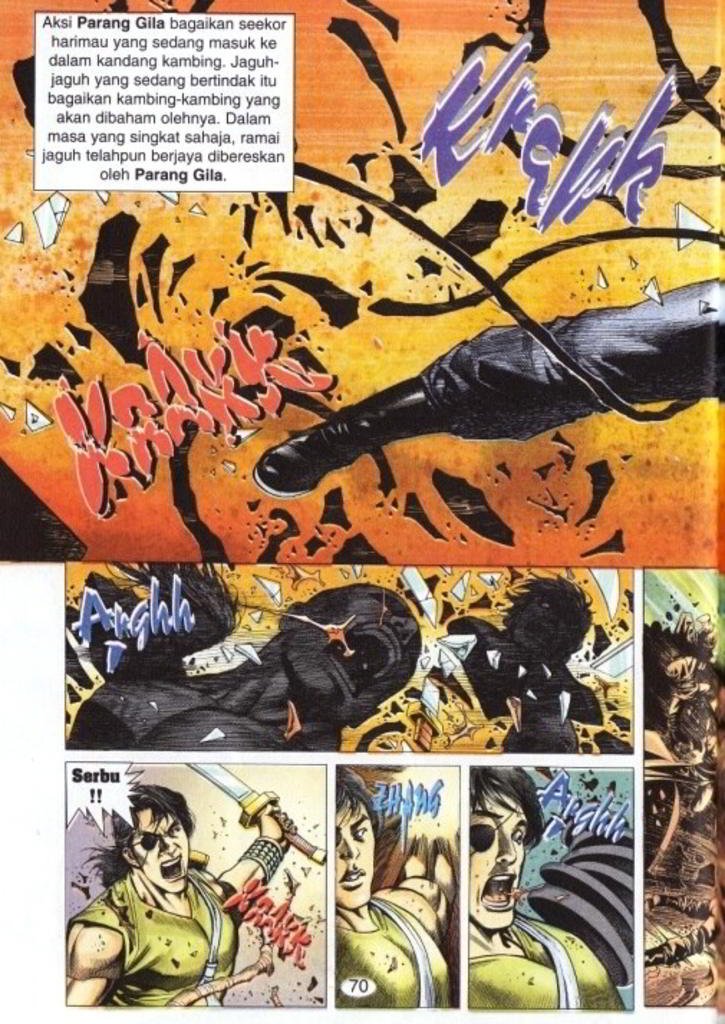 Aksi Parang Gila bagaikan seekor
harimau yang sedang masuk ke
dalam kandang kambing. Jaguh-
jaguh yang sedang bertindak itu
bagaikan kambing-kambing yang
akan dibaham olehnya. Dalam
masa yang singkat sahaja, ramai
jaguh telahpun berjaya dibereskan
oleh Parang Gila.
KRAKK
Arghh
Serbu
!!
ZHANG
Arghh
KRAKK
70